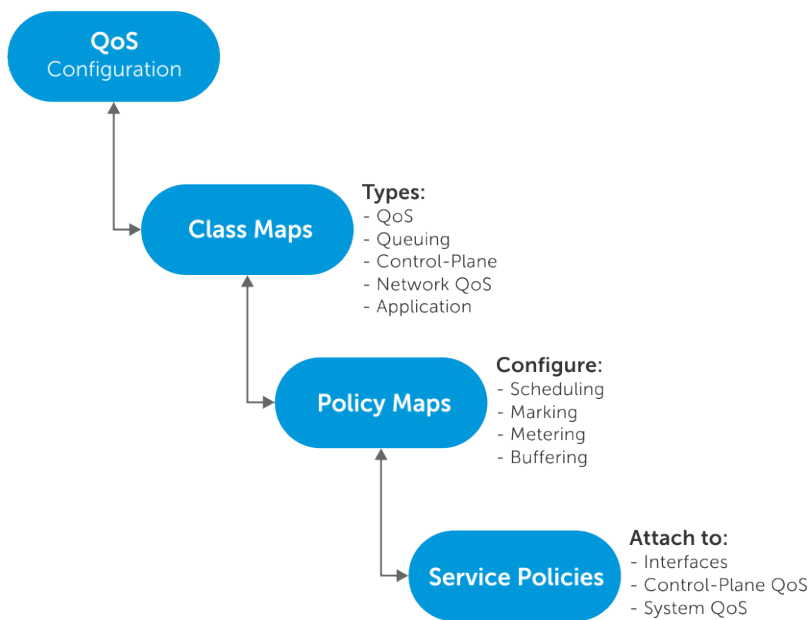 QoS
Configuration
Class Maps
Types:
- QoS
- Queuing
- Control-Plane
- Network QoS
- Application
Policy Maps
Configure:
- Scheduling
- Marking
- Metering
- Buffering
Service Policies
Attach to:
- Interfaces
- Control-Plane QoS
- System QoS